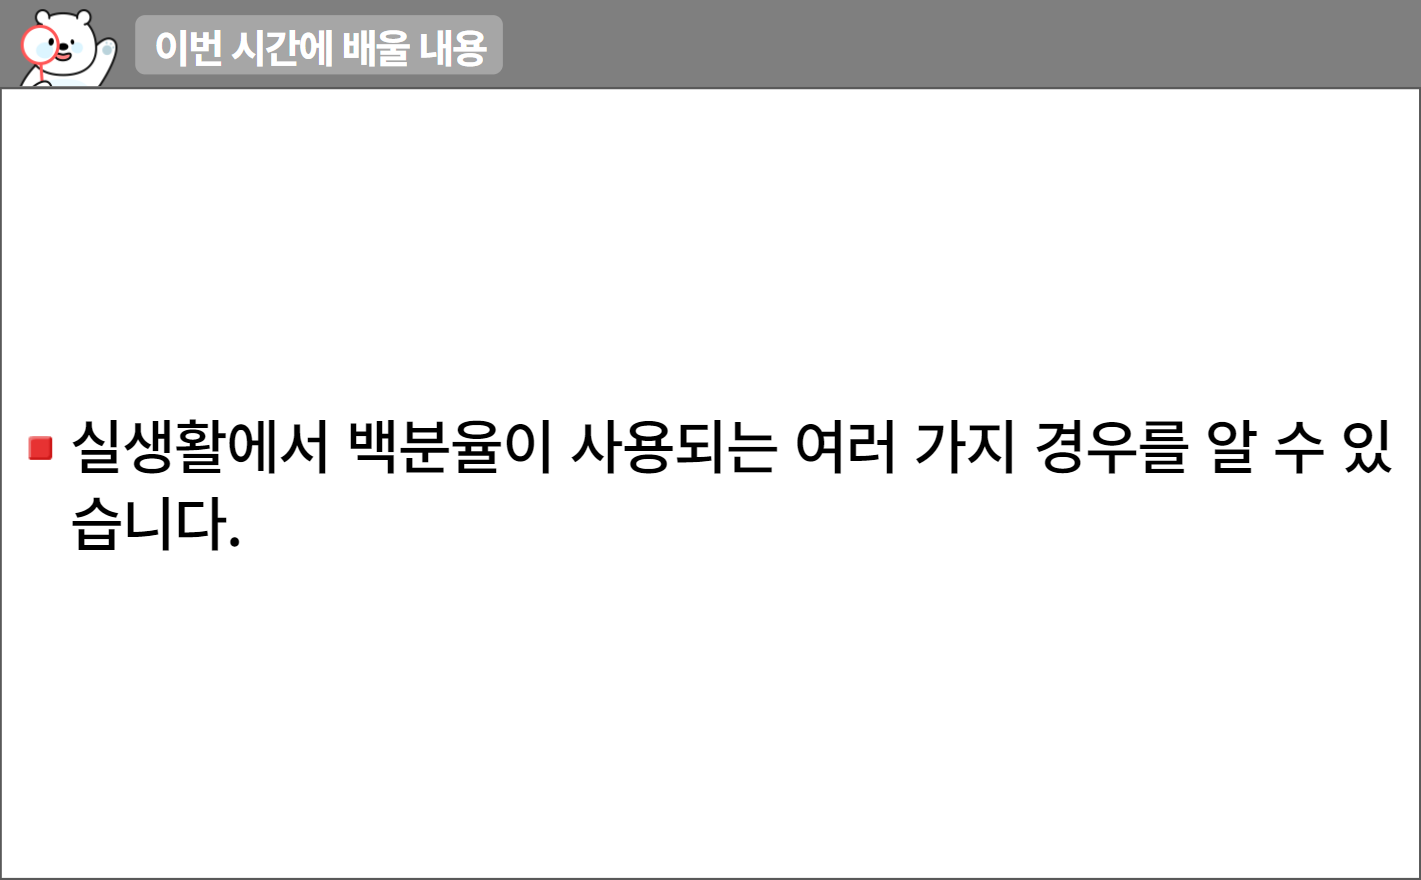 이번 시간에 배울 내용
실생활에서 백분율이 사용되는 여러 가지 경우를 알 수 있
습니다.